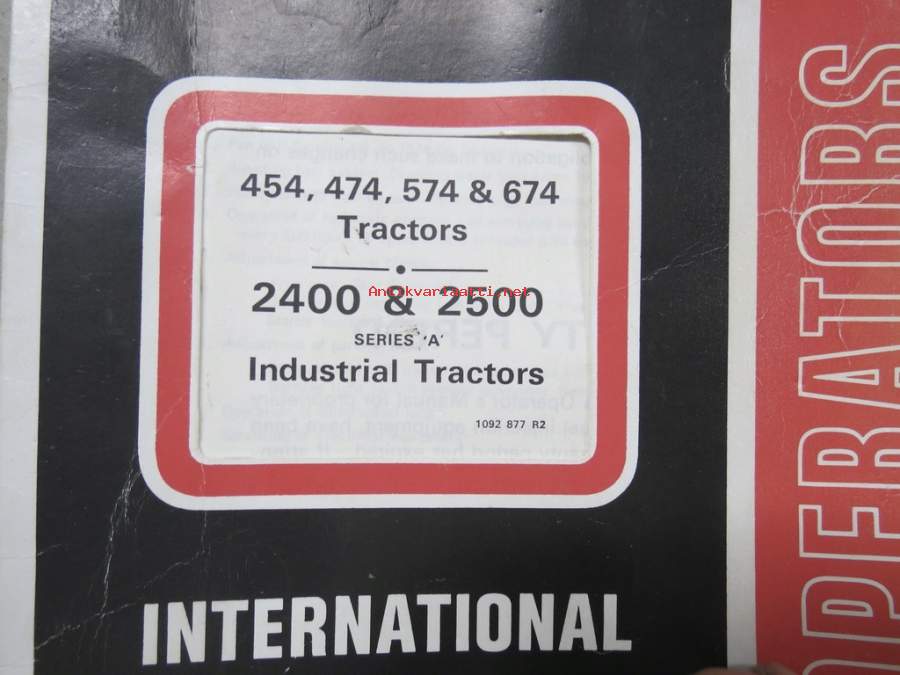 454, 474, 574 & 674
Tractors
2400 & 2500
Antikvariaatti.net
SERIES 'A'
Industrial Tractors
1092 877 R2
INTERNATIONAL
OPERATORS